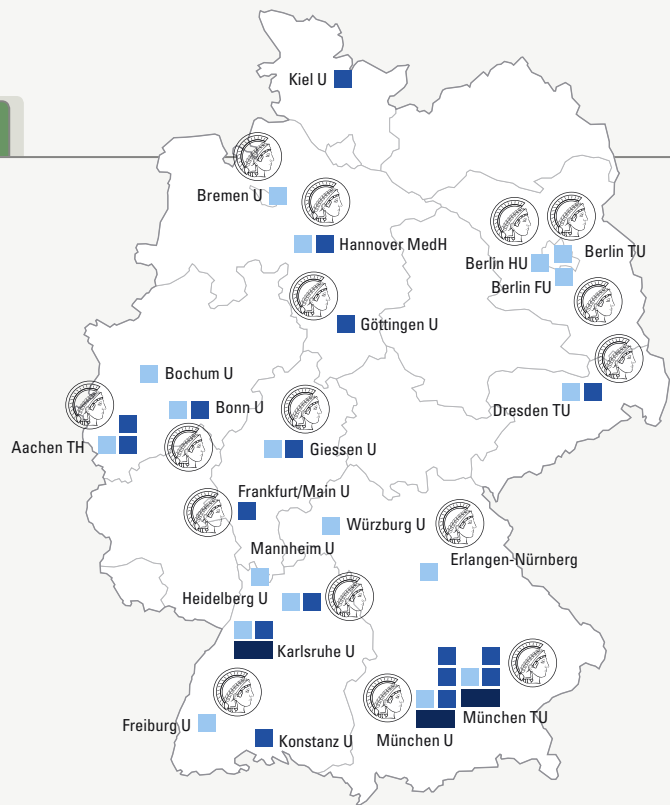 Kiel U
Bremen U
Hannover MedH
Berlin TU
Berlin HU
Berlin FU
Göttingen U
Bochum U
Bonn U
Dresden TU
Aachen TH
Giessen U
Frankfurt/Main U
Würzburg U
Mannheim U
Erlangen-Nürnberg
Heidelberg U
Karlsruhe U
München TU
Freiburg U
Konstanz U
München U